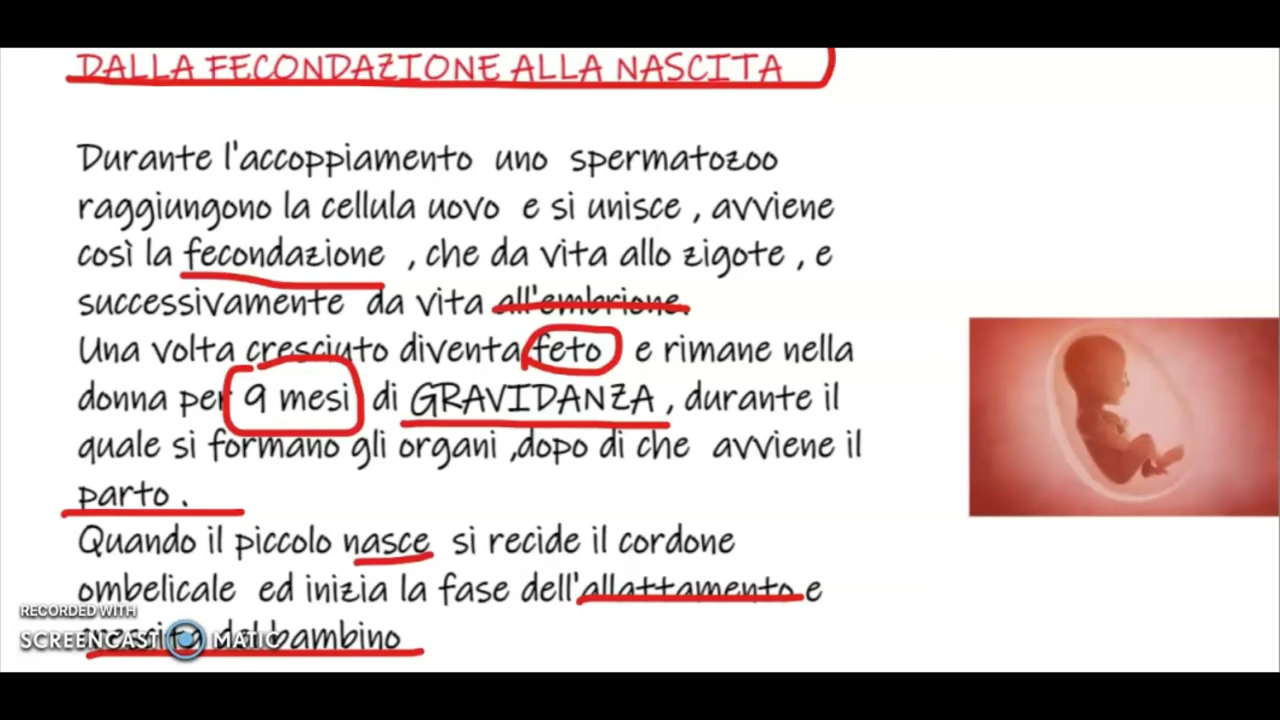 DALLA FECONDAZIONE ALLA NASCITA
Durante l'accoppiamento uno spermatozoo
raggiungono la cellula uovo e si unisce , avviene
così la fecondazione , che da vita allo zigote , e
successivamente da vita all'embrione.
Una volta cresciuto diventa feto e rimane nella
donna per 9 mesi di GRAVIDANZA , durante il
quale si formano gli organi ,dopo di che avviene il
parto .
Quando il piccolo nasce si recide il cordone
ombelicale ed inizia la fase dell'allattamento e
crescita del bambino
RECORDED WITH
SCREENCAST MATIC